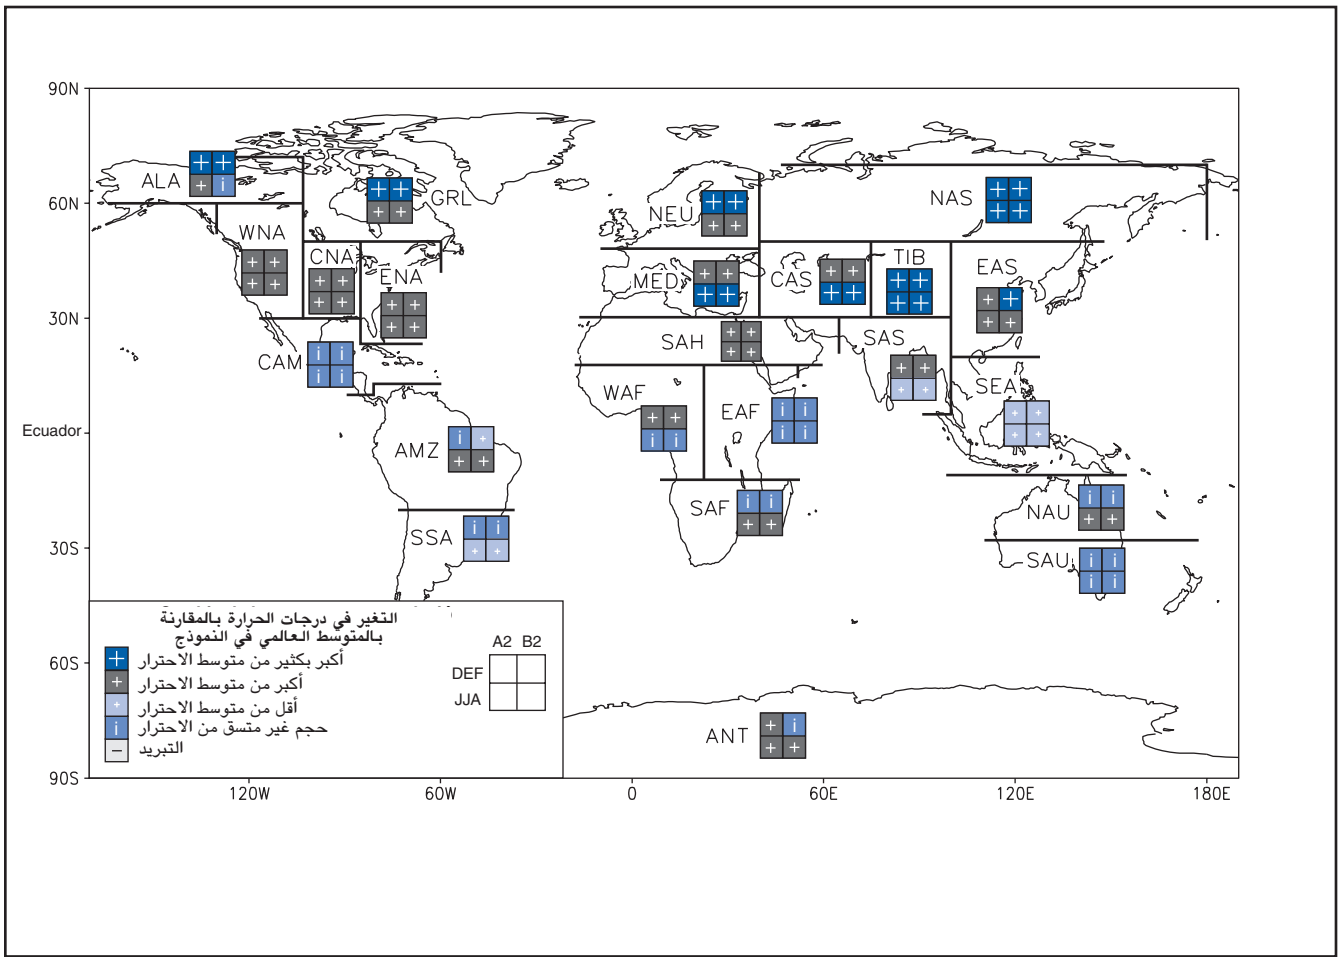 90N
60N
30N
Ecuador
30S
60S
90S
120W
60W
0
60E
120E
180E
ALA
+ +
+ i
GRL
+ +
+ +
WNA
+ +
+ +
CNA
+ +
+ +
ENA
+ +
+ +
CAM
i i
i i
AMZ
i +
+ +
SSA
i i
+ +
NEU
+ +
+ +
MED
+ +
+ +
NAS
+ +
+ +
CAS
+ +
+ +
TIB
+ +
+ +
EAS
+ +
+ +
SAH
+ +
+ +
SAS
+ +
+ +
SEA
+ +
+ +
WAF
+ +
i i
EAF
i i
i i
SAF
i i
+ +
NAU
i i
+ +
SAU
i i
i i
ANT
+ i
+ +
التغير في درجات الحرارة بالمقارنة
بالمتوسط العالمي في النموذج
+ أكبر بكثير من متوسط الاحترار
+ أكبر من متوسط الاحترار
+ أقل من متوسط الاحترار
i حجم غير متسق من الاحترار
− التبريد
A2 B2
DEF
JJA